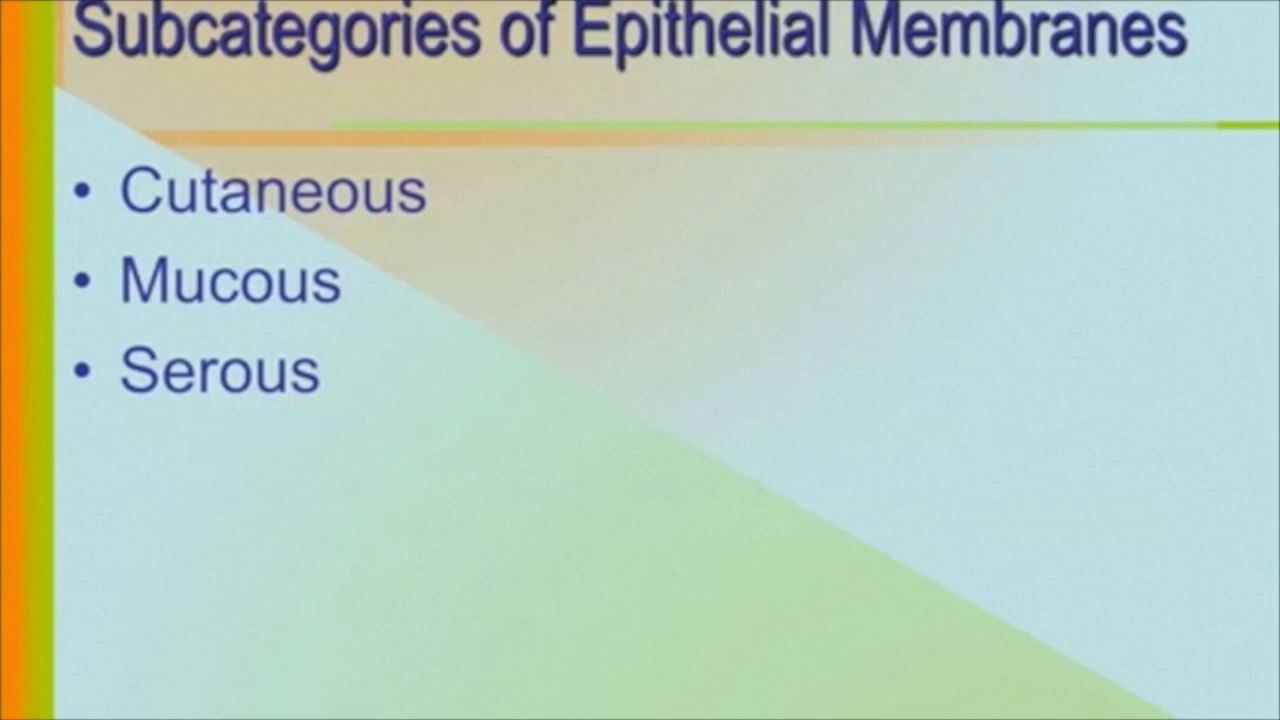 Subcategories of Epithelial Membranes
• Cutaneous
• Mucous
• Serous